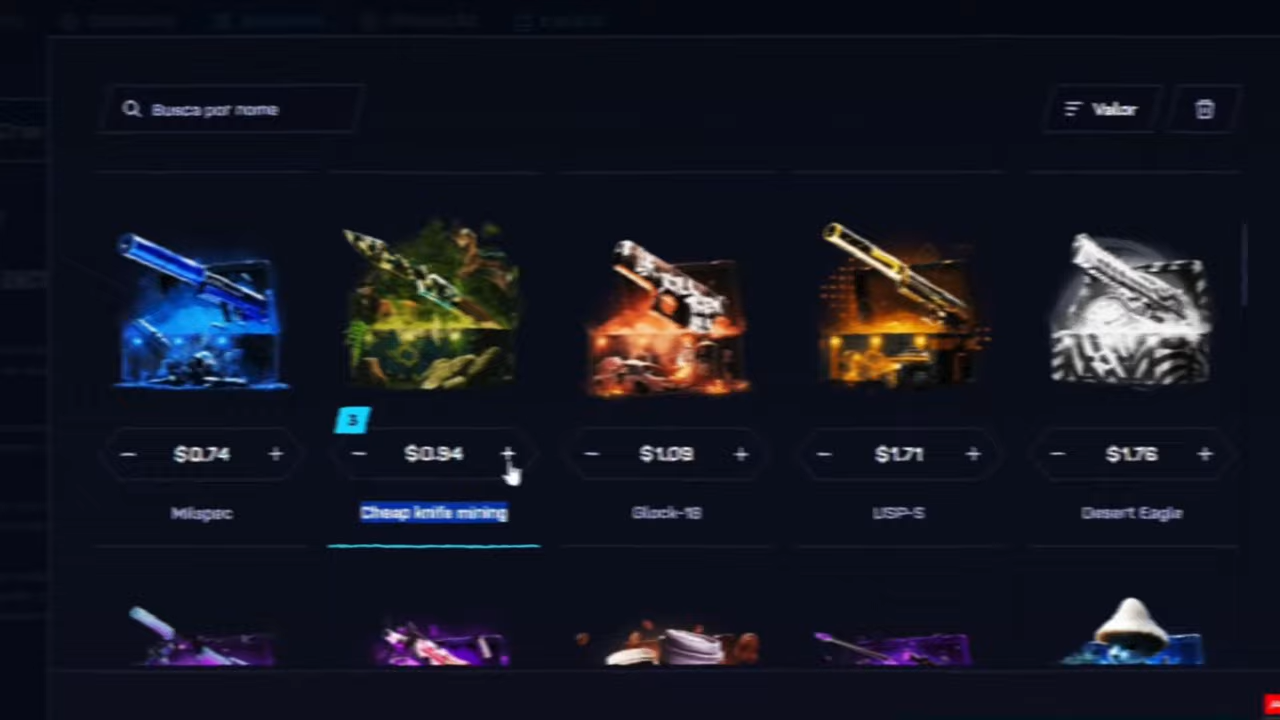 Busca por nome
Valor
3
− $0.74 +
− $0.94 +
− $1.09 +
− $1.71 +
− $1.76 +
Milspec
Cheap knife mining
Glock-18
USP-S
Desert Eagle